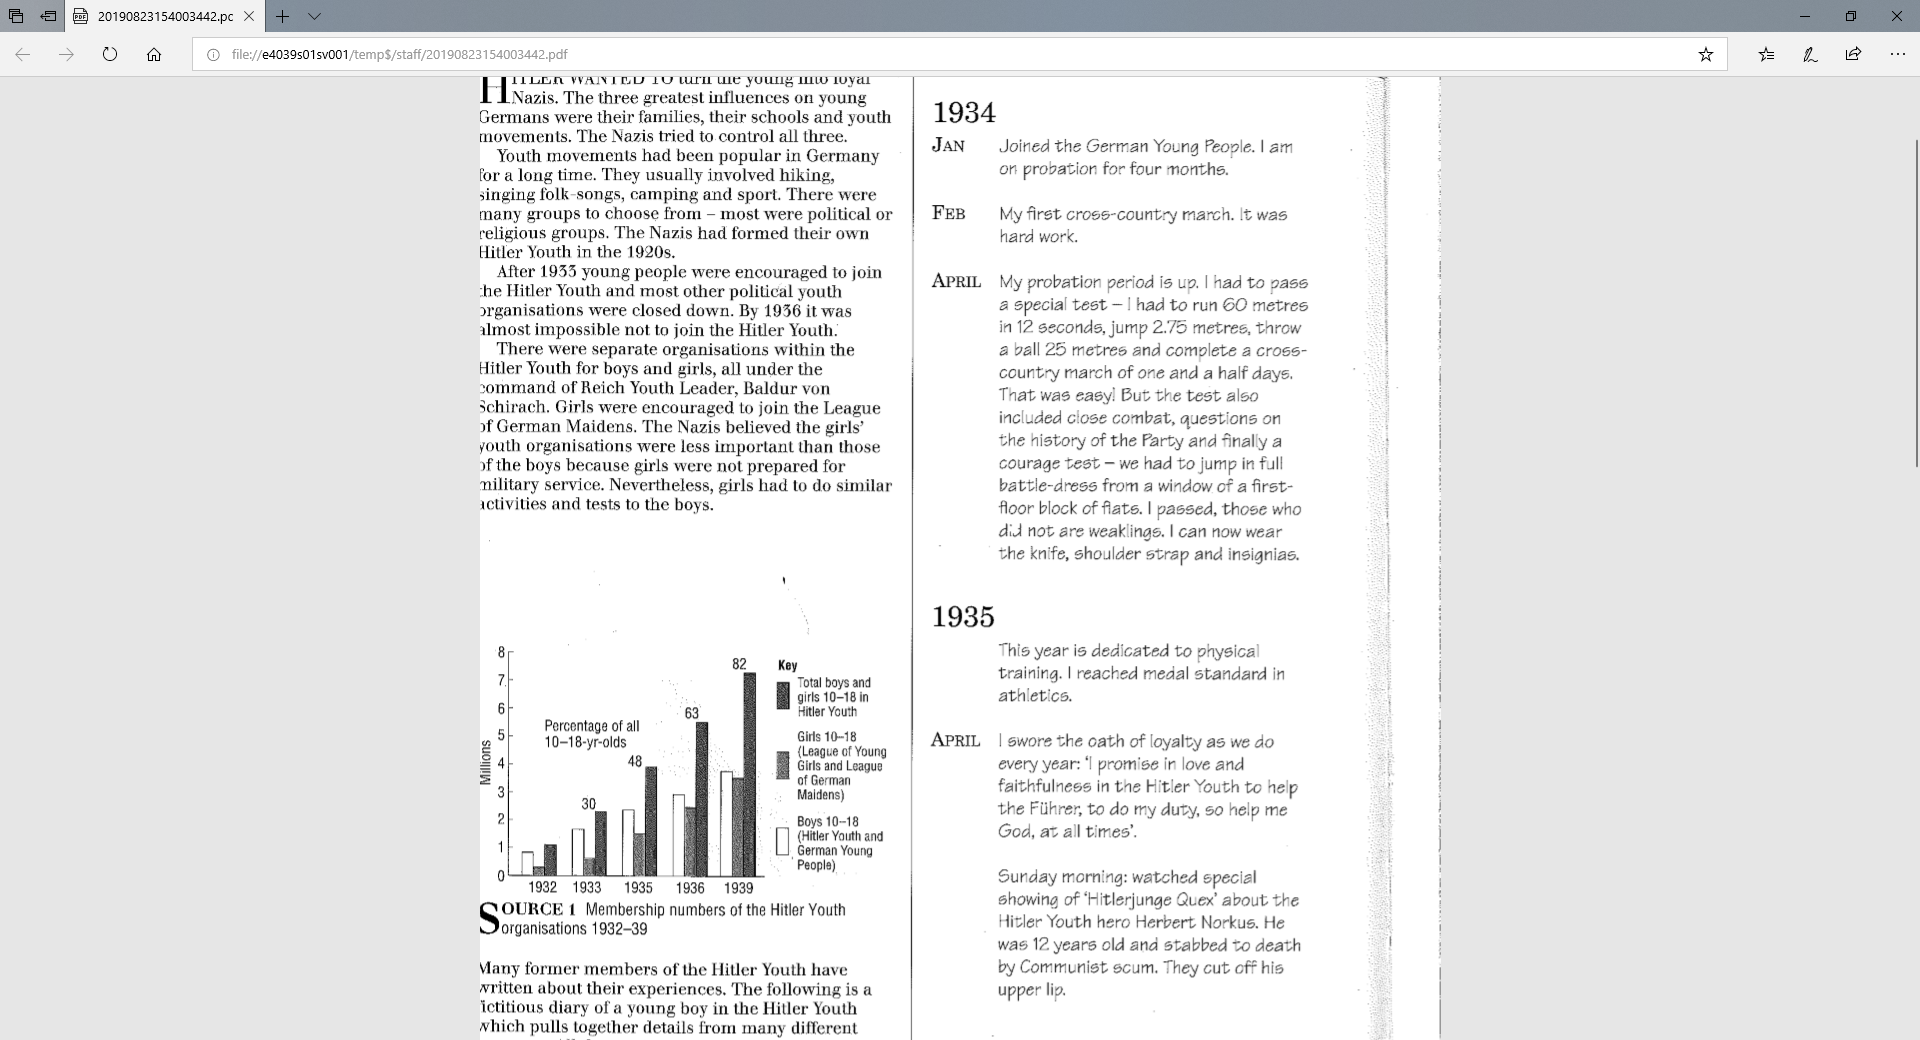 20190823154003442.pc
file://e4039s01sv001/temp$/staff/20190823154003442.pdf
HITLER WANTED TO turn the young into loyal
Nazis. The three greatest influences on young
Germans were their families, their schools and youth
movements. The Nazis tried to control all three.
Youth movements had been popular in Germany
for a long time. They usually involved hiking,
singing folk-songs, camping and sport. There were
many groups to choose from – most were political or
religious groups. The Nazis had formed their own
Hitler Youth in the 1920s.
After 1933 young people were encouraged to join
the Hitler Youth and most other political youth
organisations were closed down. By 1936 it was
almost impossible not to join the Hitler Youth.
There were separate organisations within the
Hitler Youth for boys and girls, all under the
command of Reich Youth Leader, Baldur von
Schirach. Girls were encouraged to join the League
of German Maidens. The Nazis believed the girls'
youth organisations were less important than those
of the boys because girls were not prepared for
military service. Nevertheless, girls had to do similar
activities and tests to the boys.
8
7
6
5
4
3
2
1
0
Millions
Percentage of all
10–18-yr-olds
30
48
63
82
1932 1933 1935 1936 1939
Key
Total boys and
girls 10–18 in
Hitler Youth
Girls 10–18
(League of Young
Girls and League
of German
Maidens)
Boys 10–18
(Hitler Youth and
German Young
People)
SOURCE 1 Membership numbers of the Hitler Youth
organisations 1932–39
Many former members of the Hitler Youth have
written about their experiences. The following is a
fictitious diary of a young boy in the Hitler Youth
which pulls together details from many different
1934
JAN Joined the German Young People. I am
on probation for four months.
FEB My first cross-country march. It was
hard work.
APRIL My probation period is up. I had to pass
a special test – I had to run 60 metres
in 12 seconds, jump 2.75 metres, throw
a ball 25 metres and complete a cross-
country march of one and a half days.
That was easy! But the test also
included close combat, questions on
the history of the Party and finally a
courage test – we had to jump in full
battle-dress from a window of a first-
floor block of flats. I passed, those who
did not are weaklings. I can now wear
the knife, shoulder strap and insignias.
1935
This year is dedicated to physical
training. I reached medal standard in
athletics.
APRIL I swore the oath of loyalty as we do
every year: 'I promise in love and
faithfulness in the Hitler Youth to help
the Führer, to do my duty, so help me
God, at all times'.
Sunday morning: watched special
showing of 'Hitlerjunge Quex' about the
Hitler Youth hero Herbert Norkus. He
was 12 years old and stabbed to death
by Communist scum. They cut off his
upper lip.